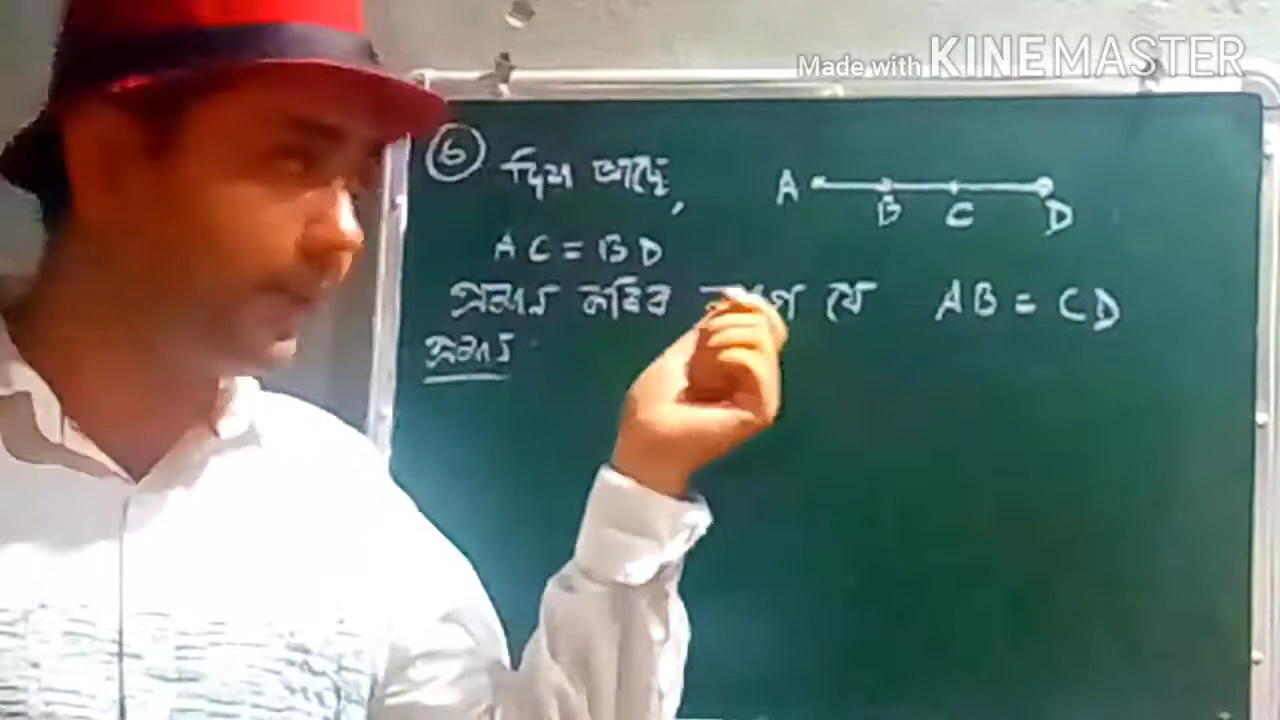 Made with KINEMASTER
৬ দিয়া আছে,
A B C D
AC = BD
প্ৰমাণ কৰিব লাগে যে AB = CD
প্ৰমাণ